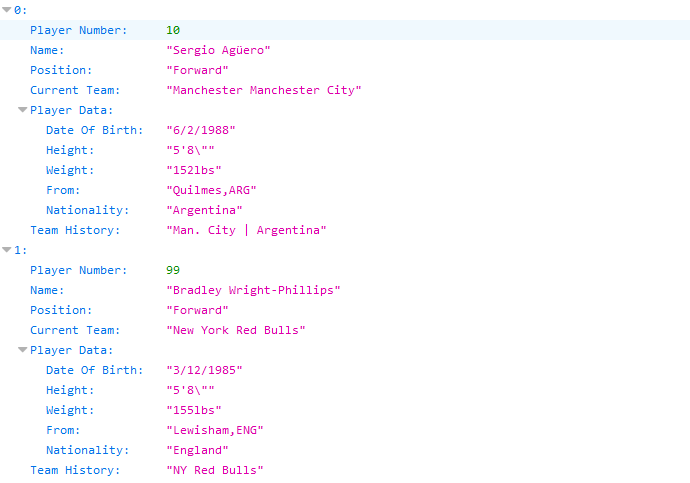 0:
Player Number: 10
Name: "Sergio Agüero"
Position: "Forward"
Current Team: "Manchester Manchester City"
Player Data:
Date Of Birth: "6/2/1988"
Height: "5'8\""
Weight: "152lbs"
From: "Quilmes,ARG"
Nationality: "Argentina"
Team History: "Man. City | Argentina"
1:
Player Number: 99
Name: "Bradley Wright-Phillips"
Position: "Forward"
Current Team: "New York Red Bulls"
Player Data:
Date Of Birth: "3/12/1985"
Height: "5'8\""
Weight: "155lbs"
From: "Lewisham,ENG"
Nationality: "England"
Team History: "NY Red Bulls"